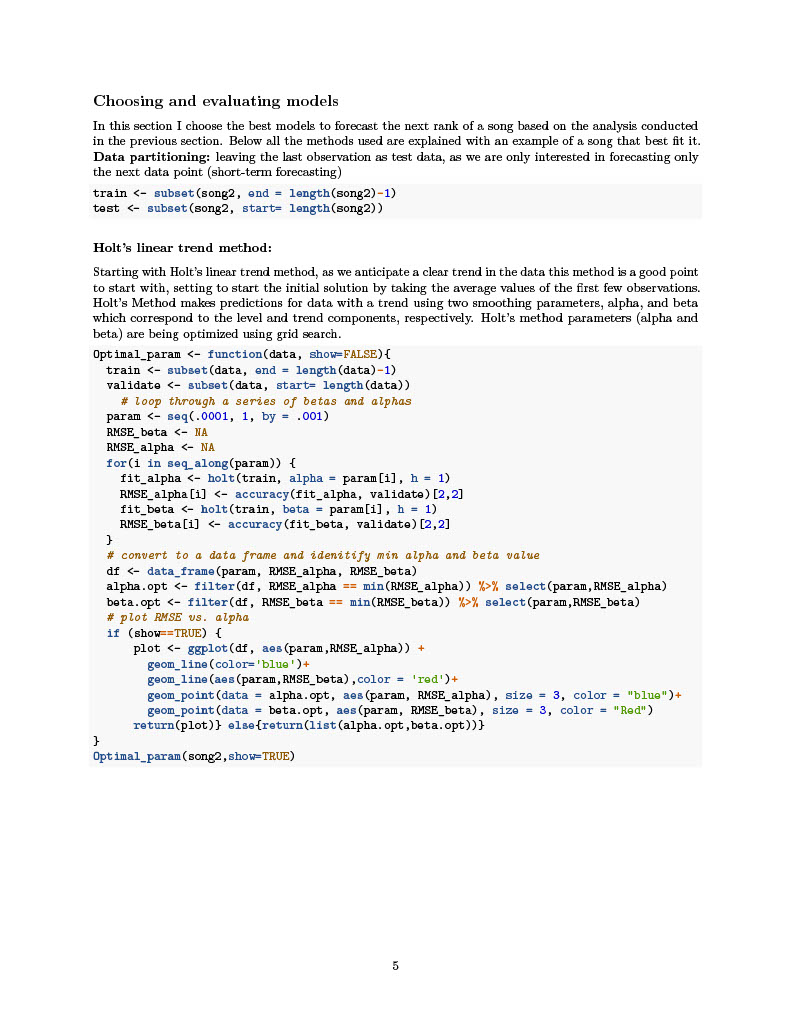 Choosing and evaluating models
In this section I choose the best models to forecast the next rank of a song based on the analysis conducted
in the previous section. Below all the methods used are explained with an example of a song that best fit it.
Data partitioning: leaving the last observation as test data, as we are only interested in forecasting only
the next data point (short-term forecasting)
train <- subset(song2, end = length(song2)-1)
test <- subset(song2, start= length(song2))
Holt's linear trend method:
Starting with Holt's linear trend method, as we anticipate a clear trend in the data this method is a good point
to start with, setting to start the initial solution by taking the average values of the first few observations.
Holt's Method makes predictions for data with a trend using two smoothing parameters, alpha, and beta
which correspond to the level and trend components, respectively. Holt's method parameters (alpha and
beta) are being optimized using grid search.
Optimal_param <- function(data, show=FALSE){
  train <- subset(data, end = length(data)-1)
  validate <- subset(data, start= length(data))
    # loop through a series of betas and alphas
  param <- seq(.0001, 1, by = .001)
  RMSE_beta <- NA
  RMSE_alpha <- NA
  for(i in seq_along(param)) {
    fit_alpha <- holt(train, alpha = param[i], h = 1)
    RMSE_alpha[i] <- accuracy(fit_alpha, validate)[2,2]
    fit_beta <- holt(train, beta = param[i], h = 1)
    RMSE_beta[i] <- accuracy(fit_beta, validate)[2,2]
  }
  # convert to a data frame and idenitify min alpha and beta value
  df <- data_frame(param, RMSE_alpha, RMSE_beta)
  alpha.opt <- filter(df, RMSE_alpha == min(RMSE_alpha)) %>% select(param,RMSE_alpha)
  beta.opt <- filter(df, RMSE_beta == min(RMSE_beta)) %>% select(param,RMSE_beta)
  # plot RMSE vs. alpha
  if (show==TRUE) {
      plot <- ggplot(df, aes(param,RMSE_alpha)) +
        geom_line(color='blue')+
        geom_line(aes(param,RMSE_beta),color = 'red')+
        geom_point(data = alpha.opt, aes(param, RMSE_alpha), size = 3, color = "blue")+
        geom_point(data = beta.opt, aes(param, RMSE_beta), size = 3, color = "Red")
      return(plot)} else{return(list(alpha.opt,beta.opt))}
}
Optimal_param(song2,show=TRUE)
5